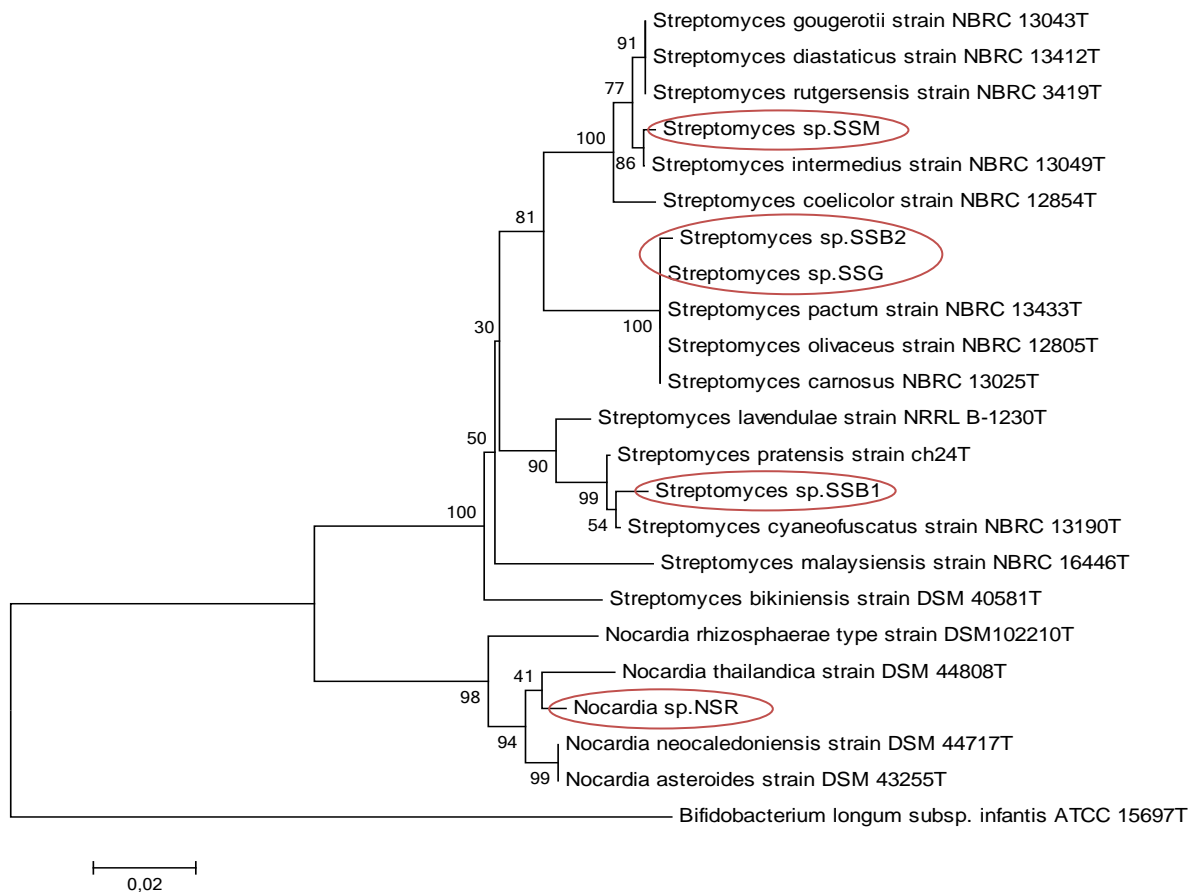 Streptomyces gougerotii strain NBRC 13043T
91
Streptomyces diastaticus strain NBRC 13412T
77
Streptomyces rutgersensis strain NBRC 3419T
Streptomyces sp.SSM
100
86
Streptomyces intermedius strain NBRC 13049T
Streptomyces coelicolor strain NBRC 12854T
81
Streptomyces sp.SSB2
Streptomyces sp.SSG
Streptomyces pactum strain NBRC 13433T
100
30
Streptomyces olivaceus strain NBRC 12805T
Streptomyces carnosus NBRC 13025T
Streptomyces lavendulae strain NRRL B-1230T
50
90
Streptomyces pratensis strain ch24T
Streptomyces sp.SSB1
99
100
54
Streptomyces cyaneofuscatus strain NBRC 13190T
Streptomyces malaysiensis strain NBRC 16446T
Streptomyces bikiniensis strain DSM 40581T
Nocardia rhizosphaerae type strain DSM102210T
41
Nocardia thailandica strain DSM 44808T
98
Nocardia sp.NSR
94
Nocardia neocaledoniensis strain DSM 44717T
99
Nocardia asteroides strain DSM 43255T
Bifidobacterium longum subsp. infantis ATCC 15697T
0,02